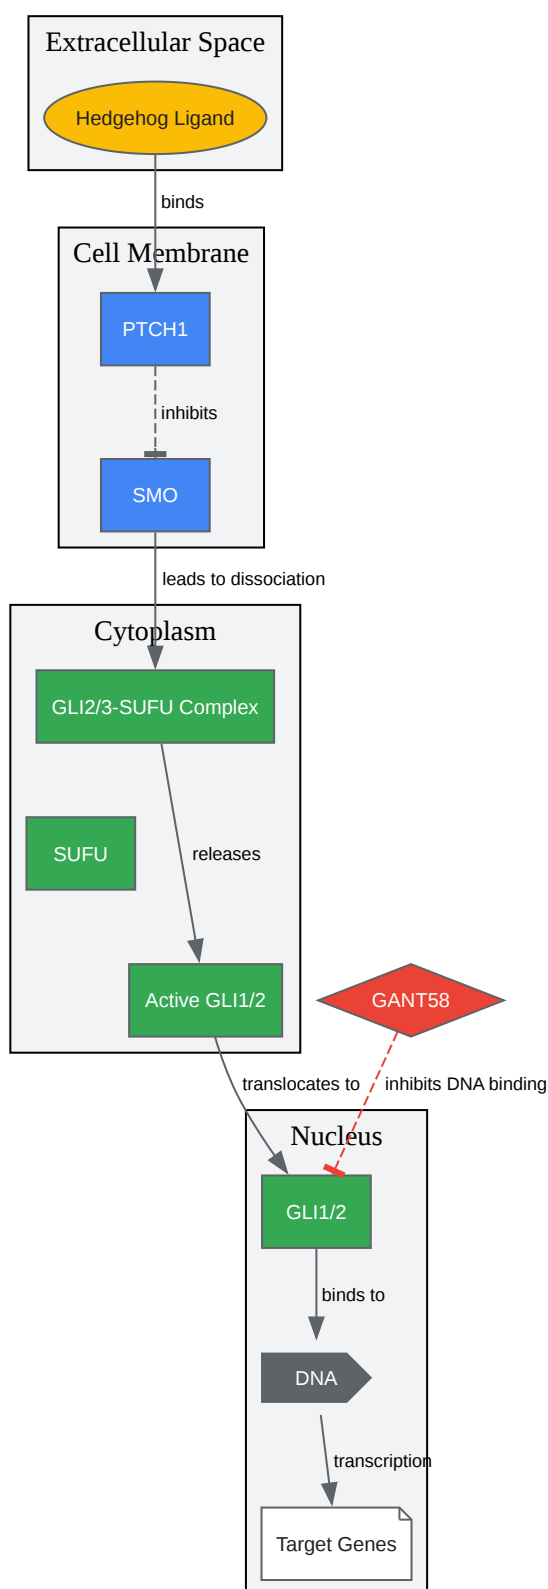 Extracellular Space
Hedgehog Ligand
binds
Cell Membrane
PTCH1
inhibits
SMO
leads to dissociation
Cytoplasm
GLI2/3-SUFU Complex
SUFU
releases
Active GLI1/2
GANT58
translocates to
inhibits DNA binding
Nucleus
GLI1/2
binds to
DNA
transcription
Target Genes